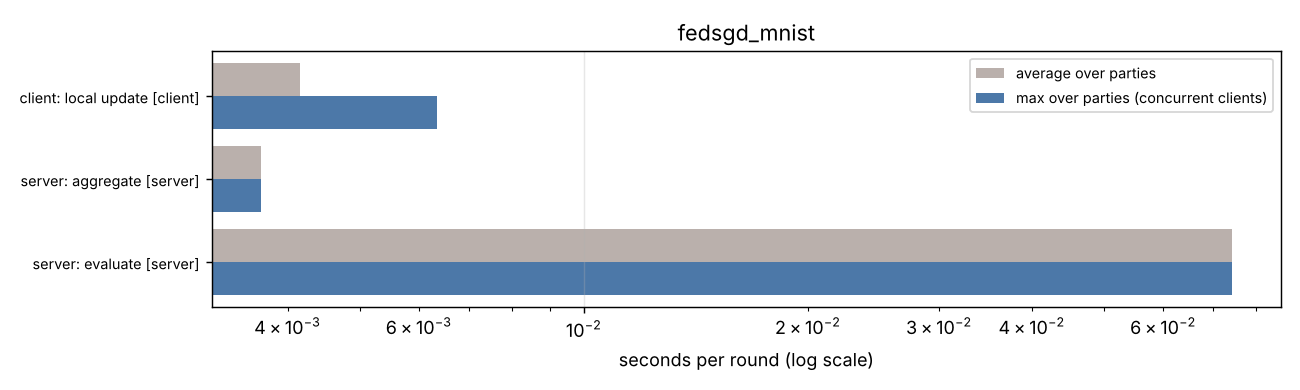 fedsgd_mnist
average over parties
max over parties (concurrent clients)
client: local update [client]
server: aggregate [server]
server: evaluate [server]
4 × 10⁻³ 6 × 10⁻³ 10⁻² 2 × 10⁻² 3 × 10⁻² 4 × 10⁻² 6 × 10⁻²
seconds per round (log scale)